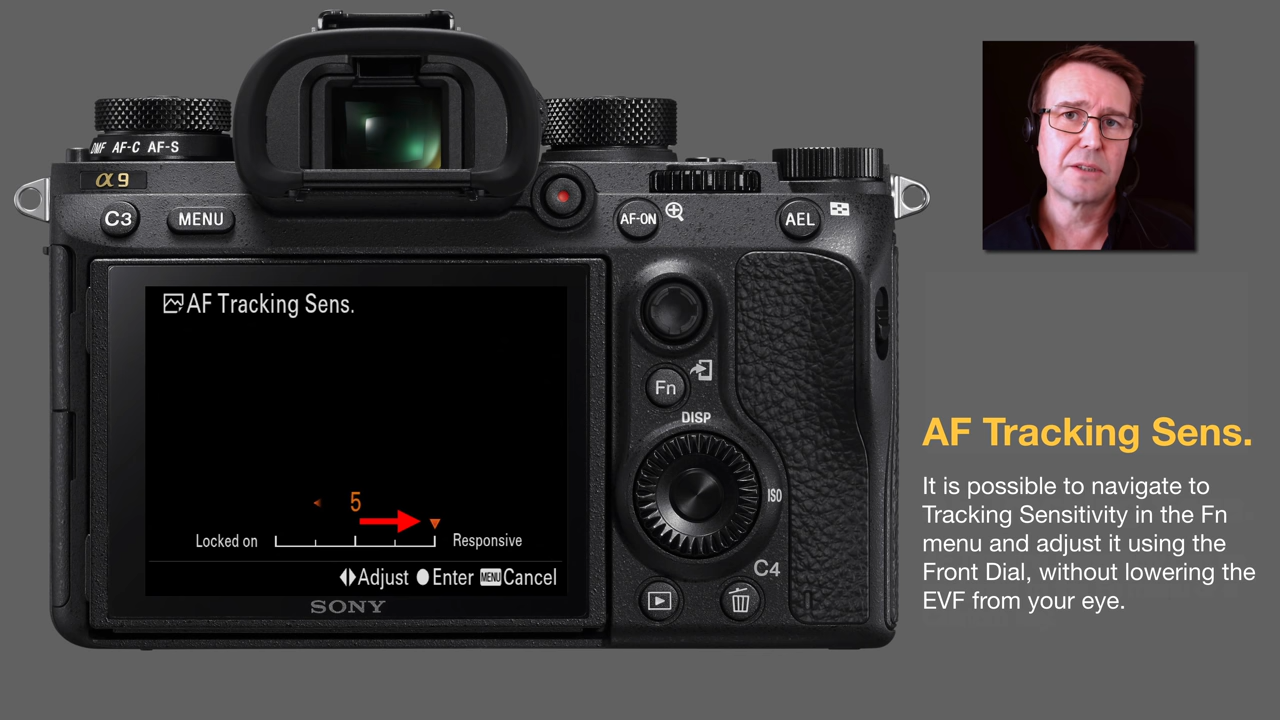 DMF AF-C AF-S
α9
C3 MENU
AF-ON
AEL
AF Tracking Sens.
5
Locked on
Responsive
Adjust Enter MENU Cancel
SONY
Fn
DISP
ISO
C4
AF Tracking Sens.
It is possible to navigate to
Tracking Sensitivity in the Fn
menu and adjust it using the
Front Dial, without lowering the
EVF from your eye.